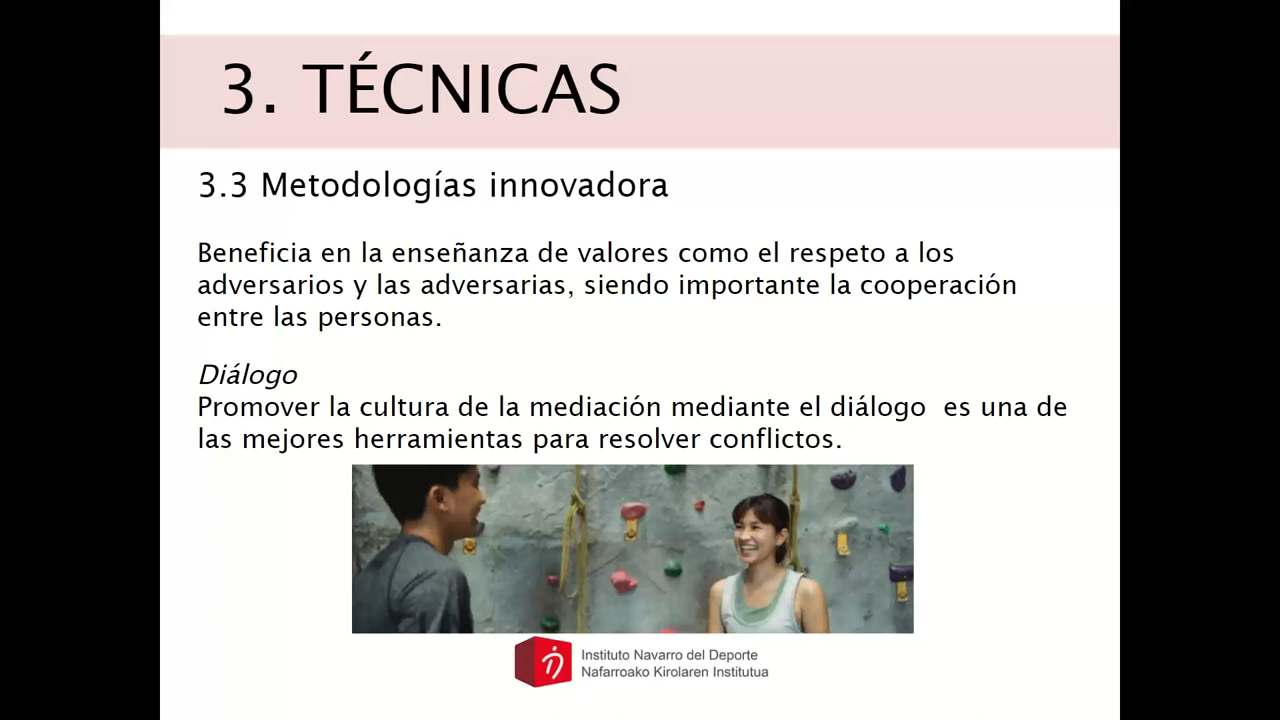 3. TÉCNICAS
3.3 Metodologías innovadora
Beneficia en la enseñanza de valores como el respeto a los
adversarios y las adversarias, siendo importante la cooperación
entre las personas.
Diálogo
Promover la cultura de la mediación mediante el diálogo  es una de
las mejores herramientas para resolver conflictos.
Instituto Navarro del Deporte
Nafarroako Kirolaren Institutua